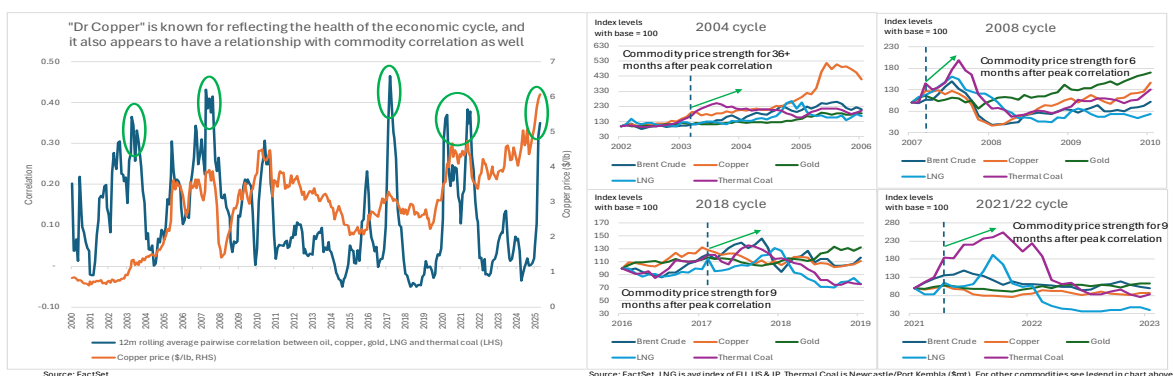 "Dr Copper" is known for reflecting the health of the economic cycle, and
it also appears to have a relationship with commodity correlation as well
0.50
0.40
0.30
0.20
0.10
-
-0.10
Correlation
7
6
5
4
3
2
1
0
Copper price ($/lb)
2000
2001
2002
2003
2003
2004
2005
2006
2007
2007
2008
2009
2010
2011
2011
2012
2013
2014
2015
2015
2016
2017
2018
2019
2019
2020
2021
2022
2023
2023
2024
2025
12m rolling average pairwise correlation between oil, copper, gold, LNG and thermal coal (LHS)
Copper price ($/lb, RHS)
Source: FactSet
Index levels
with base = 100
2004 cycle
Commodity price strength for 36+
months after peak correlation
630
530
430
330
230
130
30
2002
2003
2004
2005
2006
Brent Crude
Copper
Gold
LNG
Thermal Coal
Index levels
with base = 100
2008 cycle
Commodity price strength for 6
months after peak correlation
230
180
130
80
30
2007
2008
2009
2010
Brent Crude
Copper
Gold
LNG
Thermal Coal
Index levels
with base = 100
2018 cycle
170
150
130
110
90
70
50
30
Commodity price strength for 9
months after peak correlation
2016
2017
2018
2019
Brent Crude
Copper
Gold
LNG
Thermal Coal
Index levels
with base = 100
2021/22 cycle
Commodity price strength for 9
months after peak correlation
280
230
180
130
80
30
2021
2022
2023
Brent Crude
Copper
Gold
LNG
Thermal Coal
Source: FactSet, LNG is avg index of EU, US & JP, Thermal Coal is Newcastle/Port Kembla ($mt). For other commodities see legend in chart above